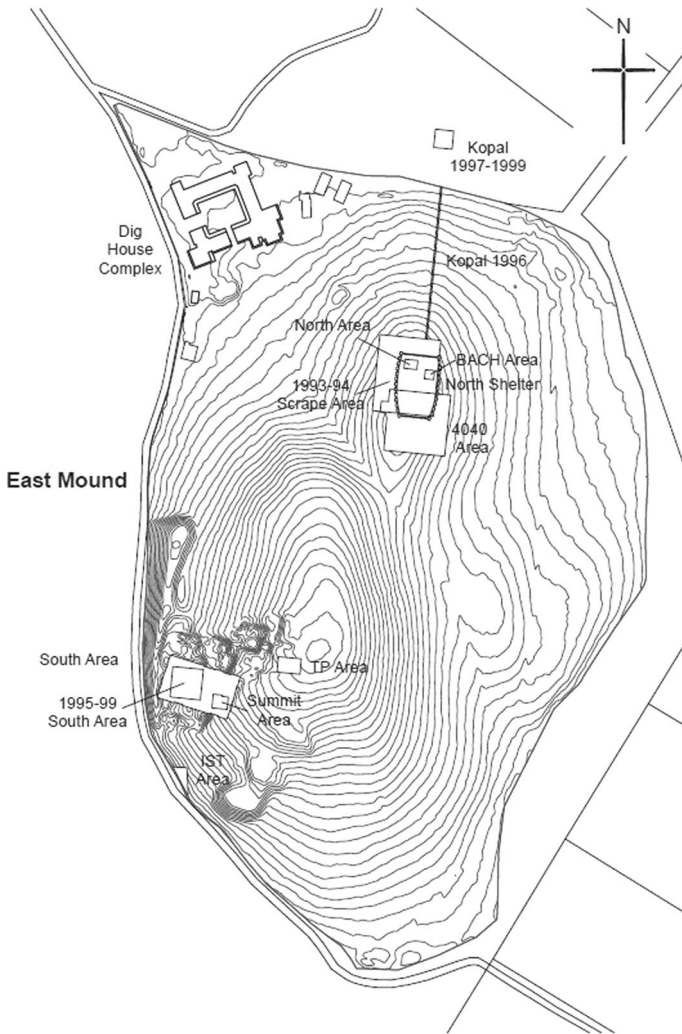 N
Kopal
1997-1999
Dig
House
Complex
Kopal 1996
North Area
BACH Area
North Shelter
1993-94
Scrape Area
4040
Area
East Mound
South Area
TP Area
1995-99
South Area
Summit
Area
IST
Area